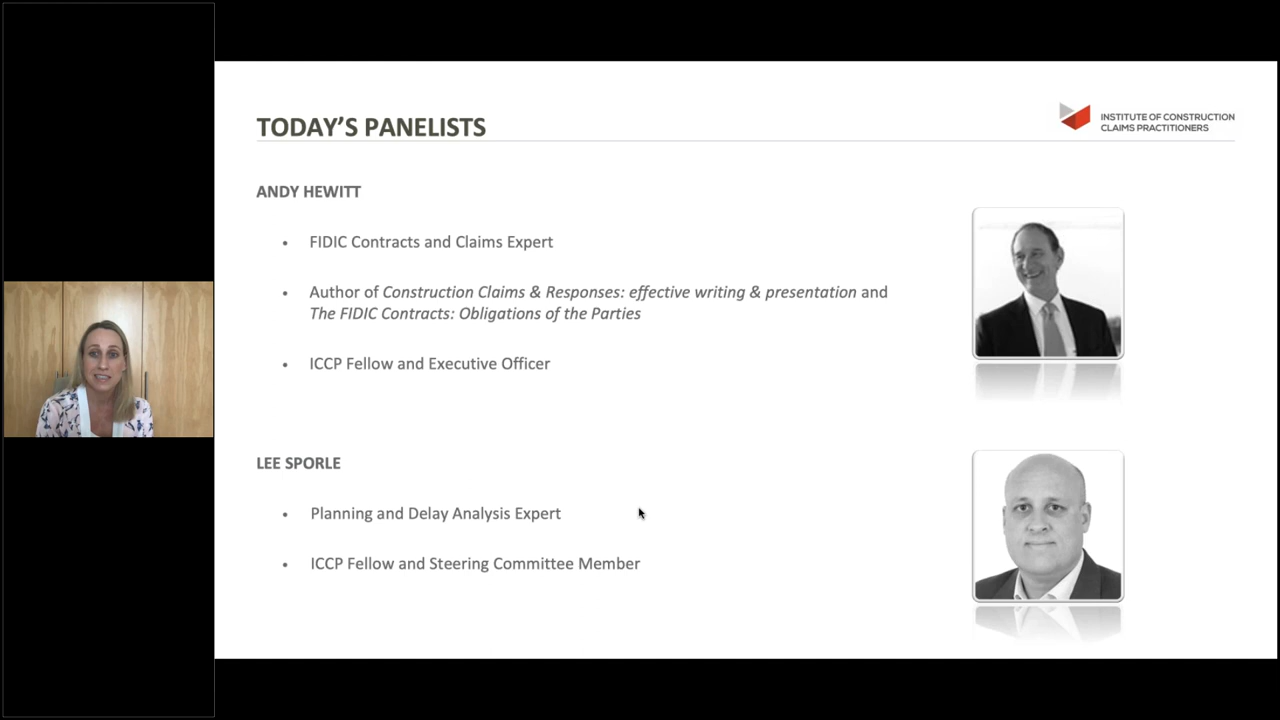 TODAY'S PANELISTS
INSTITUTE OF CONSTRUCTION
CLAIMS PRACTITIONERS
ANDY HEWITT
• FIDIC Contracts and Claims Expert
• Author of Construction Claims & Responses: effective writing & presentation and
The FIDIC Contracts: Obligations of the Parties
• ICCP Fellow and Executive Officer
LEE SPORLE
• Planning and Delay Analysis Expert
• ICCP Fellow and Steering Committee Member